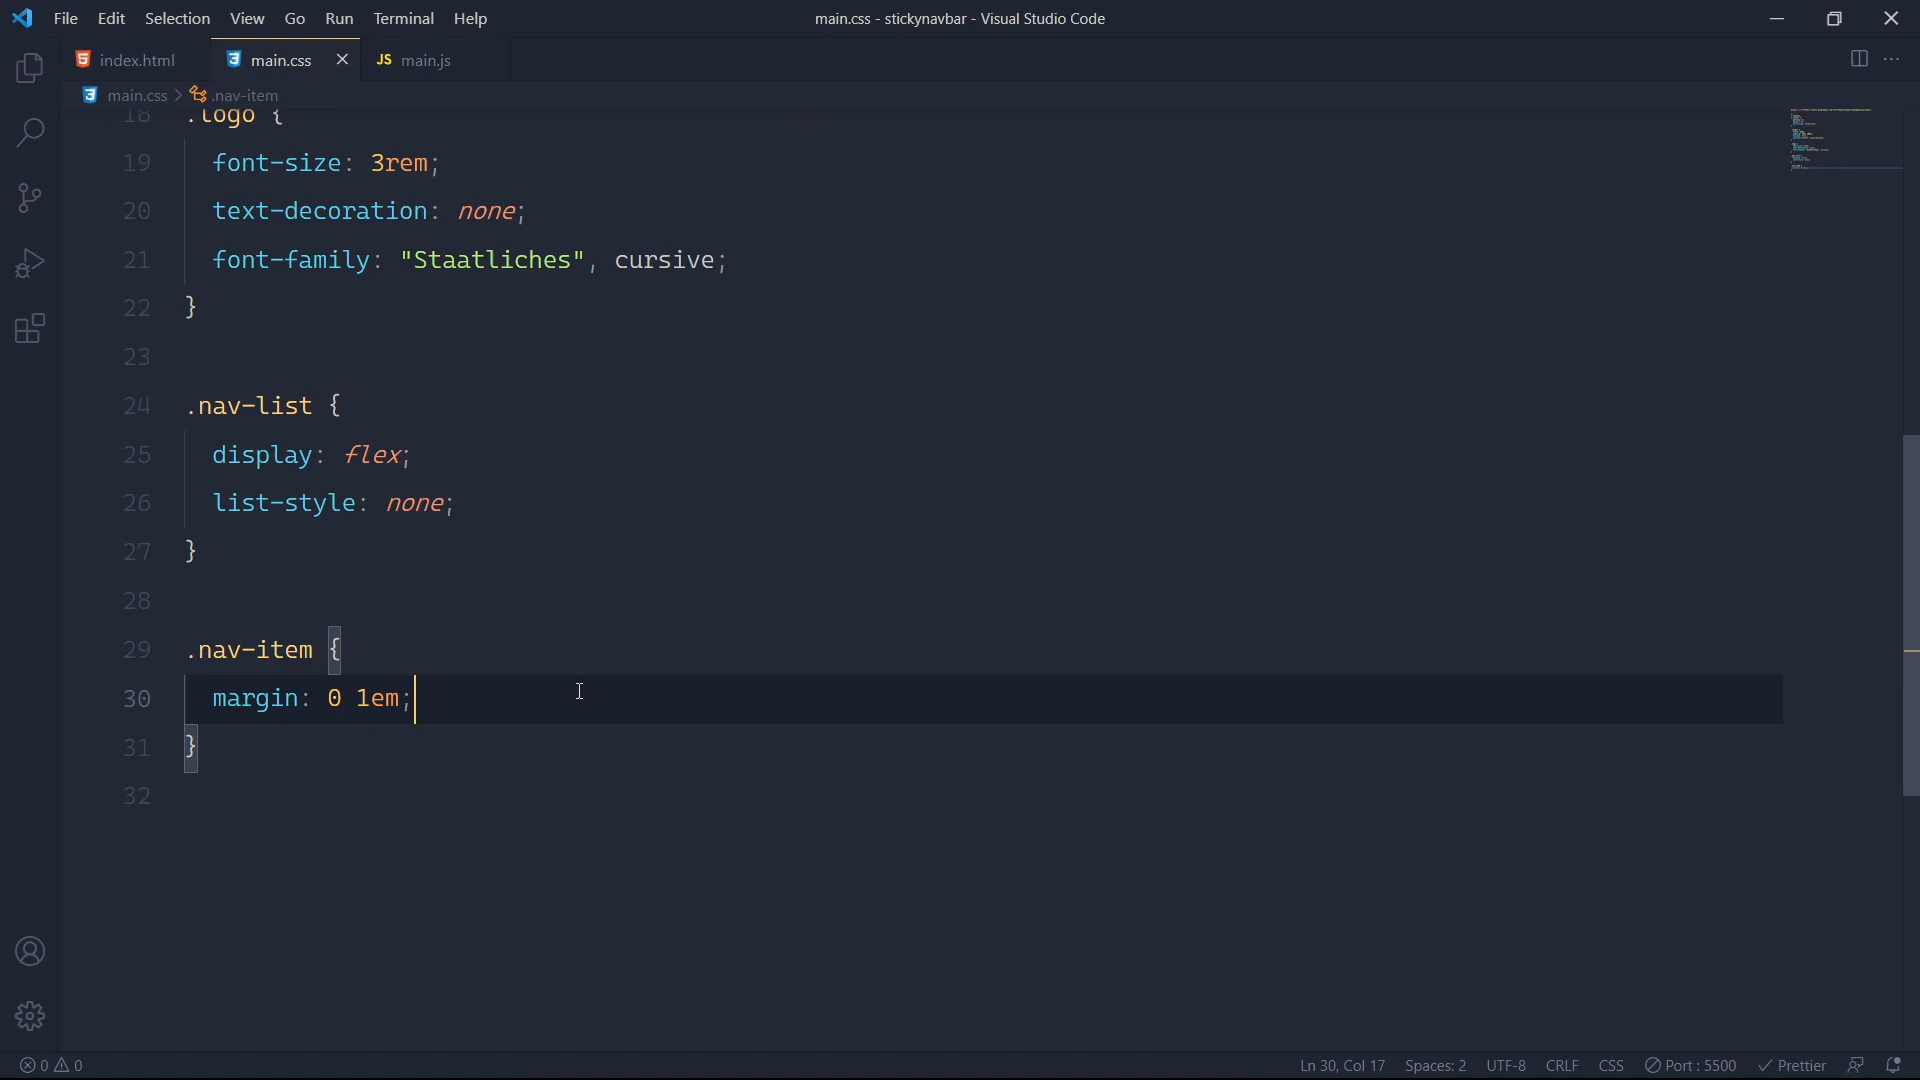 File Edit Selection View Go Run Terminal Help main.css - stickynavbar - Visual Studio Code
index.html main.css JS main.js
main.css > .nav-item
18 .logo {
19 font-size: 3rem;
20 text-decoration: none;
21 font-family: "Staatliches", cursive;
22 }
23
24 .nav-list {
25 display: flex;
26 list-style: none;
27 }
28
29 .nav-item {
30 margin: 0 1em;
31 }
32
0 0 Ln 30, Col 17 Spaces: 2 UTF-8 CRLF CSS Port : 5500 Prettier